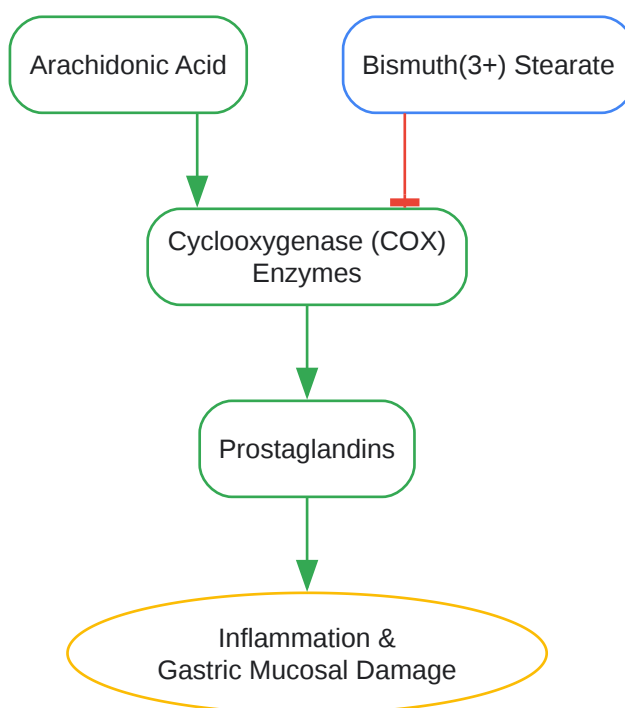 Arachidonic Acid
Bismuth(3+) Stearate
Cyclooxygenase (COX)
Enzymes
Prostaglandins
Inflammation &
Gastric Mucosal Damage